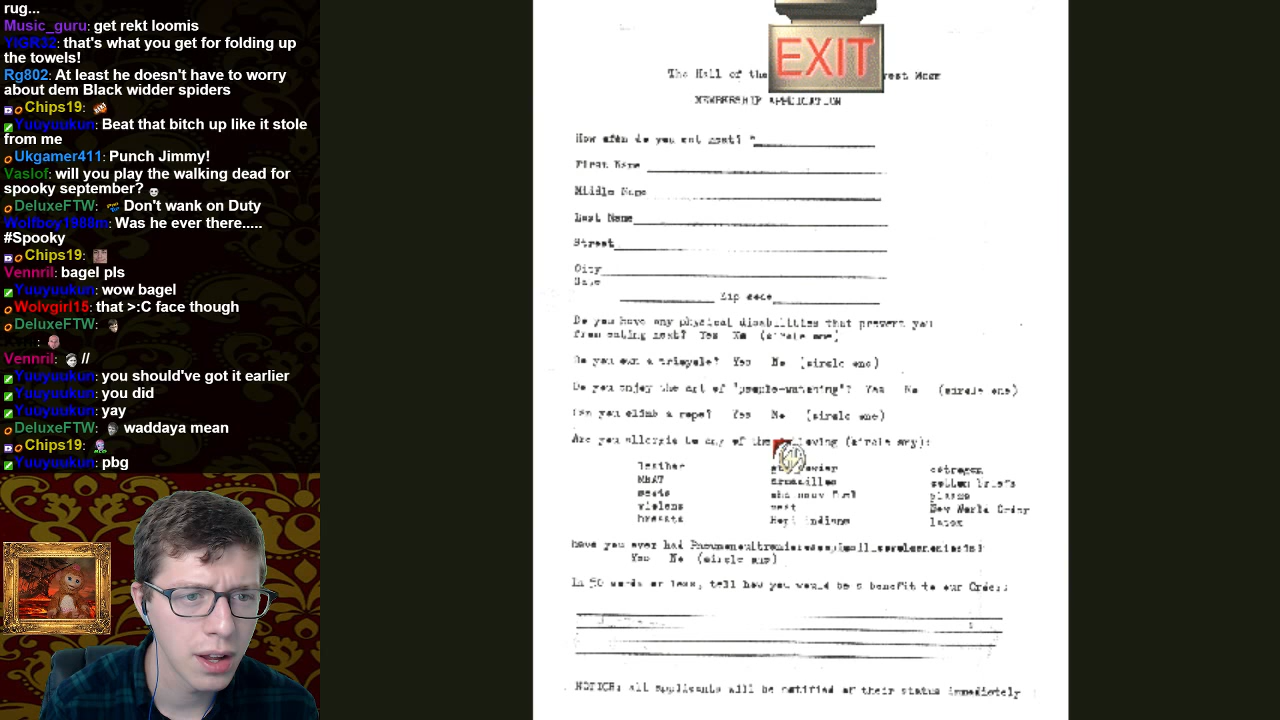 rug...
Music_guru: get rekt loomis
YIGR32: thats what you get for folding up
the towels!
Rg802: At least he doesn't have to worry
about dem Black widder spiders
Chips19:
Yuuyuukun: Beat that bitch up like it stole
from me
Ukgamer411: Punch Jimmy!
Vaslof: will you play the walking dead for
spooky september?
DeluxeFTW: Don't wank on Duty
Wolfboy1988m: Was he ever there.....
#Spooky
Chips19:
Vennril: bagel pls
Yuuyuukun: wow bagel
Wolvgirl15: that >:C face though
DeluxeFTW:
Vennril: //
Yuuyuukun: you should've got it earlier
Yuuyuukun: you did
Yuuyuukun: yay
DeluxeFTW: waddaya mean
Chips19:
Yuuyuukun: pbg
EXIT
The Hall of the
MEMBERSHIP APPLICATION
How often do you eat meat?
First Name
Middle Name
Last Name
Street
City
Zip code
Do you have any physical disabilities that prevent you
from eating meat? Yes No (circle one)
Do you own a tricycle? Yes No (circle one)
Do you enjoy the art of "people-watching"? Yes No (circle one)
Can you climb a rope? Yes No (circle one)
Are you allergic to any of the following (circle any):
leather estrogen
MEAT
violens New World Order
breasts Hopi indians latex
have you ever had
Yes No (circle one)
In 50 words or less, tell how you would be a benefit to our Order:
NOTICE: all applicants will be notified of their status immediately